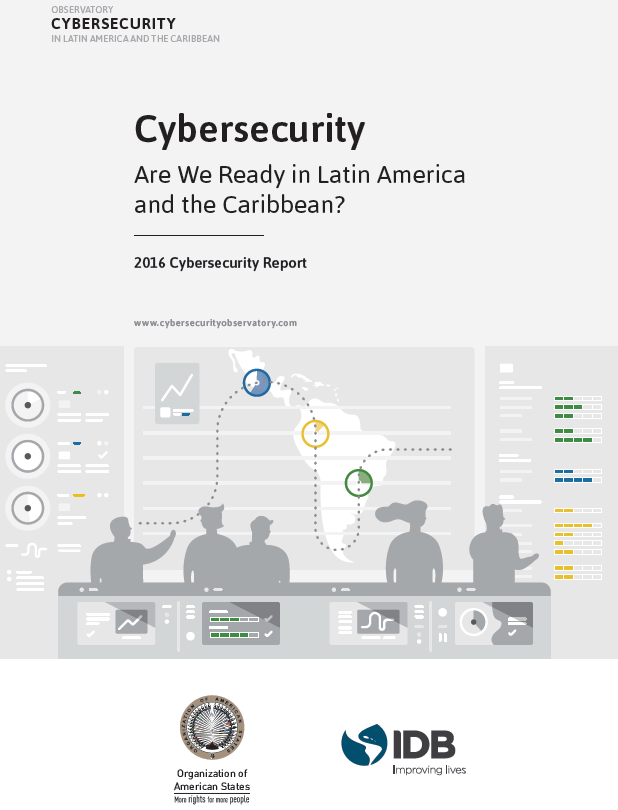 OBSERVATORY
CYBERSECURITY
IN LATIN AMERICA AND THE CARIBBEAN
Cybersecurity
Are We Ready in Latin America
and the Caribbean?
2016 Cybersecurity Report
www.cybersecurityobservatory.com
ORGANIZATION OF AMERICAN STATES
Organization of
American States
More rights for more people
IDB
Improving lives